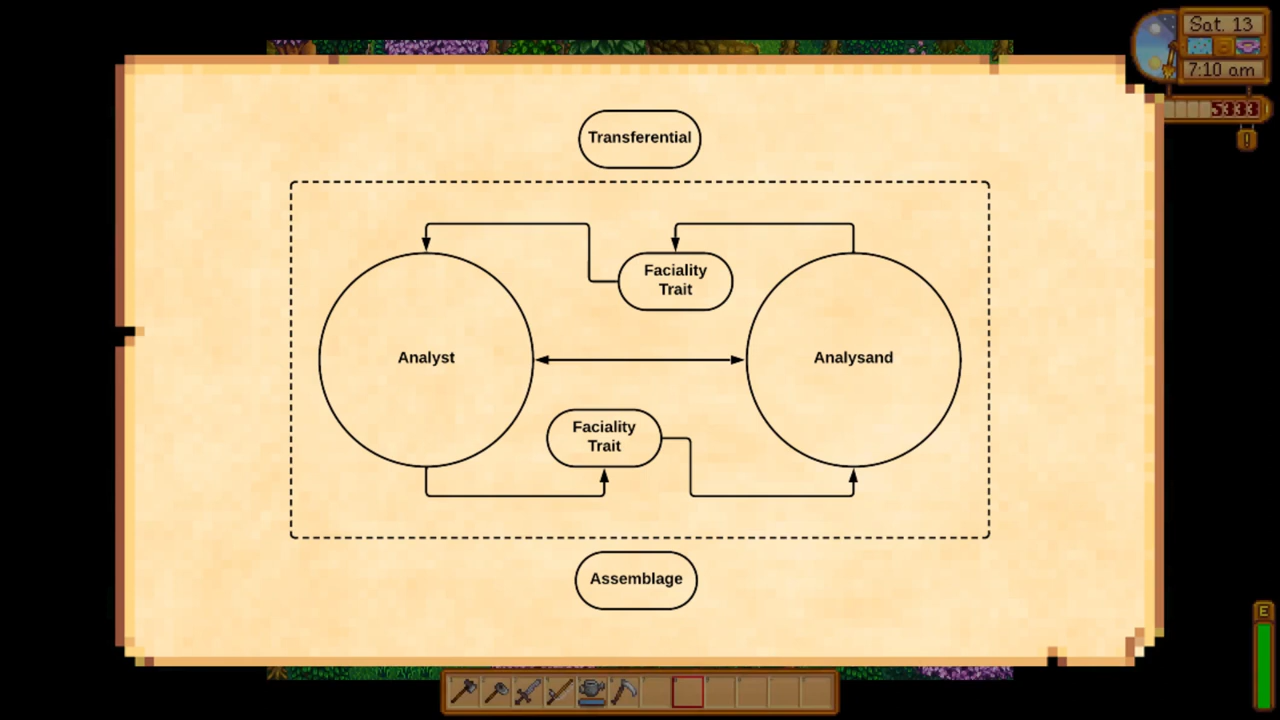 Sat. 13
7:10 am
5333
Transferential
Faciality
Trait
Analyst
Analysand
Faciality
Trait
Assemblage
E